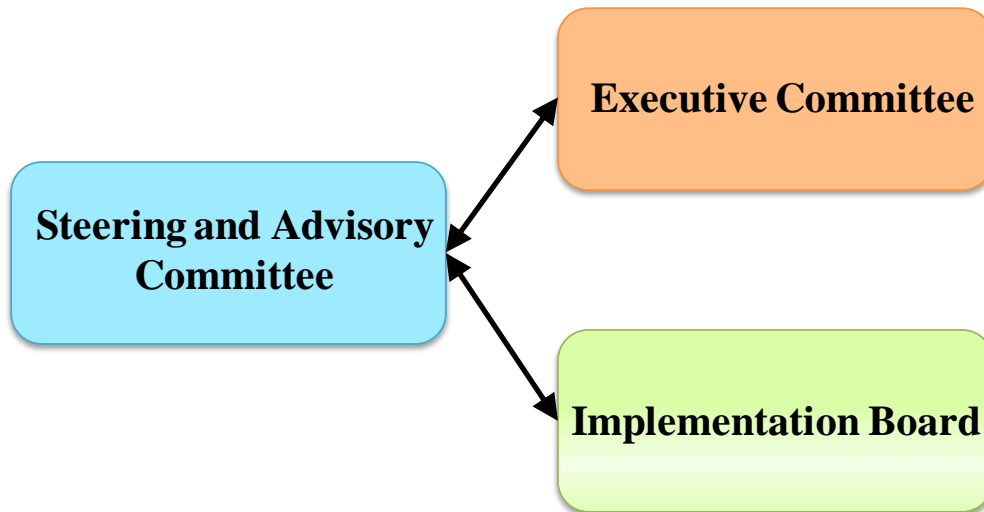 Executive Committee
Steering and Advisory
Committee
Implementation Board